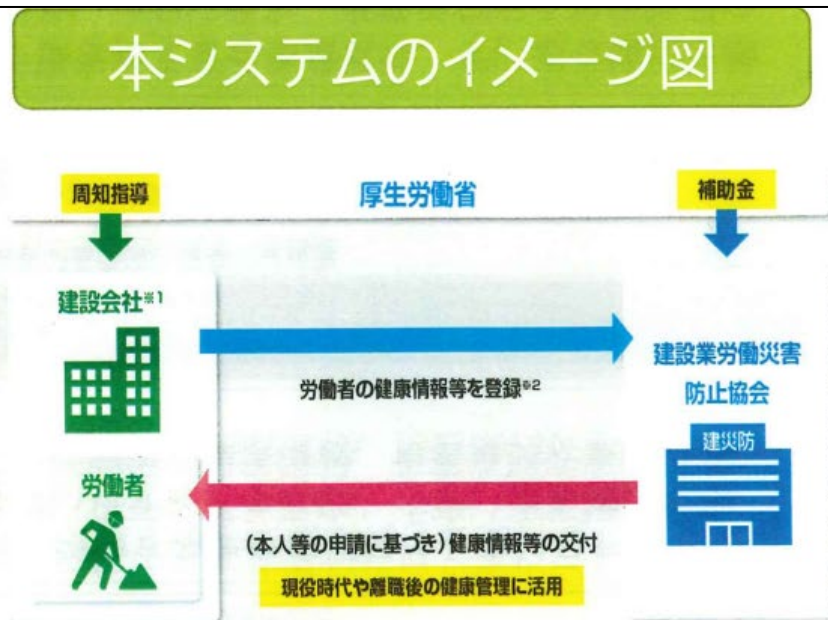 本システムのイメージ図
周知指導
厚生労働省
補助金
建設会社※1
労働者の健康情報等を登録※2
建設業労働災害
防止協会
建災防
労働者
(本人等の申請に基づき)健康情報等の交付
現役時代や離職後の健康管理に活用